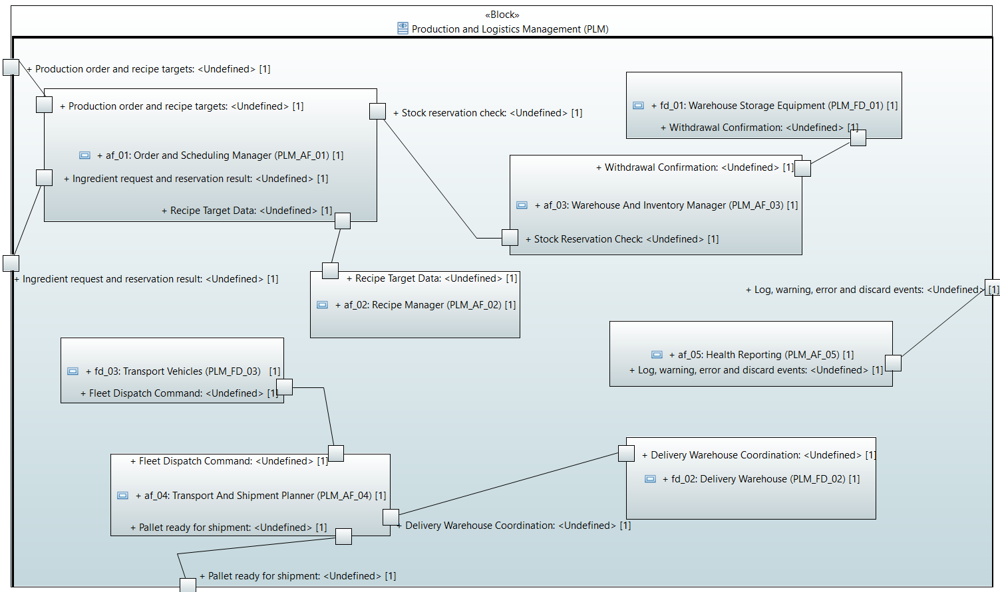 «Block»
Production and Logistics Management (PLM)
+ Production order and recipe targets: <Undefined> [1]
+ Production order and recipe targets: <Undefined> [1]
+ Stock reservation check: <Undefined> [1]
+ fd_01: Warehouse Storage Equipment (PLM_FD_01) [1]
+ Withdrawal Confirmation: <Undefined> [1]
+ af_01: Order and Scheduling Manager (PLM_AF_01) [1]
+ Withdrawal Confirmation: <Undefined> [1]
+ Ingredient request and reservation result: <Undefined> [1]
+ af_03: Warehouse And Inventory Manager (PLM_AF_03) [1]
+ Recipe Target Data: <Undefined> [1]
+ Stock Reservation Check: <Undefined> [1]
+ Ingredient request and reservation result: <Undefined> [1]
+ Recipe Target Data: <Undefined> [1]
+ Log, warning, error and discard events: <Undefined> [1]
+ af_02: Recipe Manager (PLM_AF_02) [1]
+ af_05: Health Reporting (PLM_AF_05) [1]
+ Log, warning, error and discard events: <Undefined> [1]
+ fd_03: Transport Vehicles (PLM_FD_03) [1]
+ Fleet Dispatch Command: <Undefined> [1]
+ Fleet Dispatch Command: <Undefined> [1]
+ Delivery Warehouse Coordination: <Undefined> [1]
+ fd_02: Delivery Warehouse (PLM_FD_02) [1]
+ af_04: Transport And Shipment Planner (PLM_AF_04) [1]
+ Pallet ready for shipment: <Undefined> [1]
+ Delivery Warehouse Coordination: <Undefined> [1]
+ Pallet ready for shipment: <Undefined> [1]